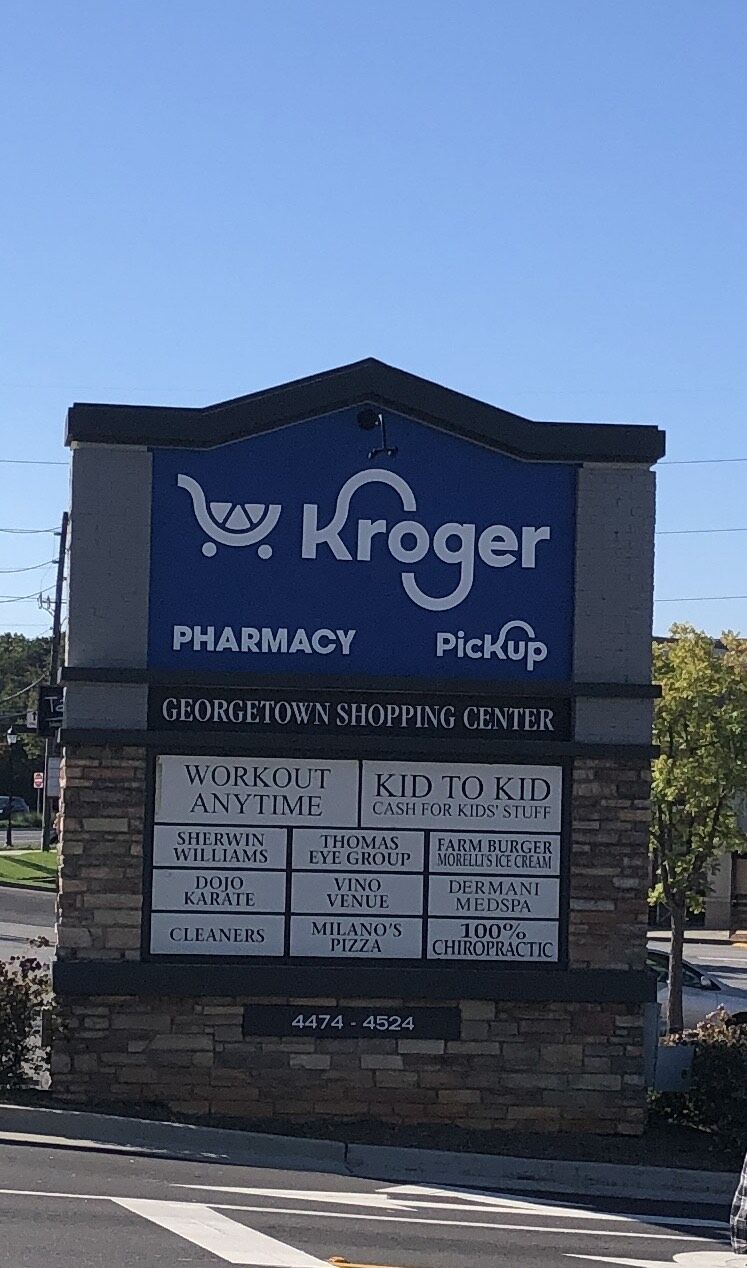 Kroger
PHARMACY PickUp
GEORGETOWN SHOPPING CENTER
WORKOUT
ANYTIME
KID TO KID
CASH FOR KIDS' STUFF
SHERWIN
WILLIAMS
THOMAS
EYE GROUP
FARM BURGER
MORELLI'S ICE CREAM
DOJO
KARATE
VINO
VENUE
DERMANI
MEDSPA
CLEANERS
MILANO'S
PIZZA
100%
CHIROPRACTIC
4474 - 4524